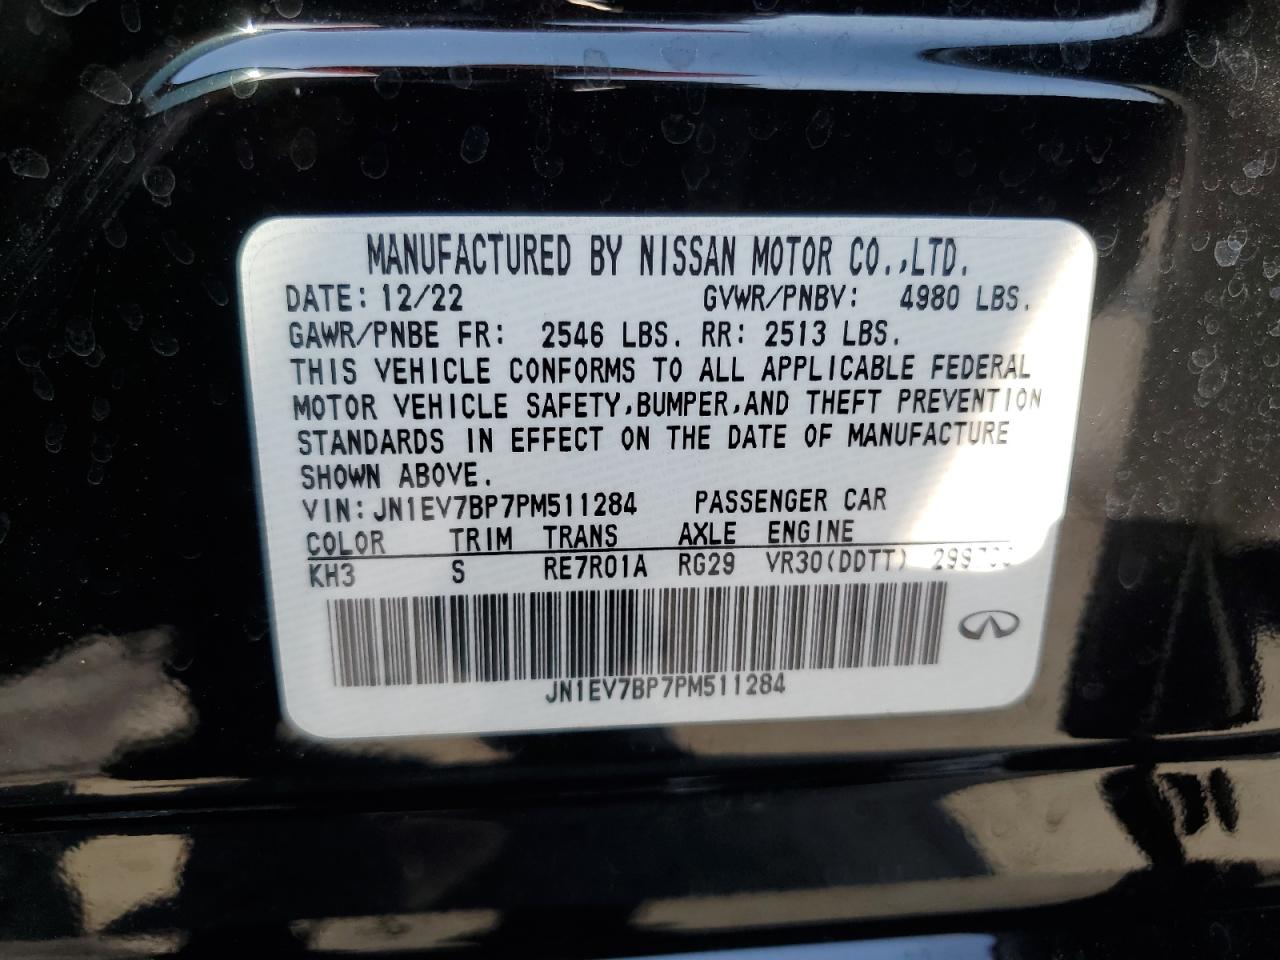 MANUFACTURED BY NISSAN MOTOR CO.,LTD.
DATE: 12/22 GVWR/PNBV: 4980 LBS.
GAWR/PNBE FR: 2546 LBS. RR: 2513 LBS.
THIS VEHICLE CONFORMS TO ALL APPLICABLE FEDERAL
MOTOR VEHICLE SAFETY,BUMPER,AND THEFT PREVENTION
STANDARDS IN EFFECT ON THE DATE OF MANUFACTURE
SHOWN ABOVE.
VIN: JN1EV7BP7PM511284 PASSENGER CAR
COLOR TRIM TRANS AXLE ENGINE
KH3 S RE7R01A RG29 VR30(DDTT)
JN1EV7BP7PM511284